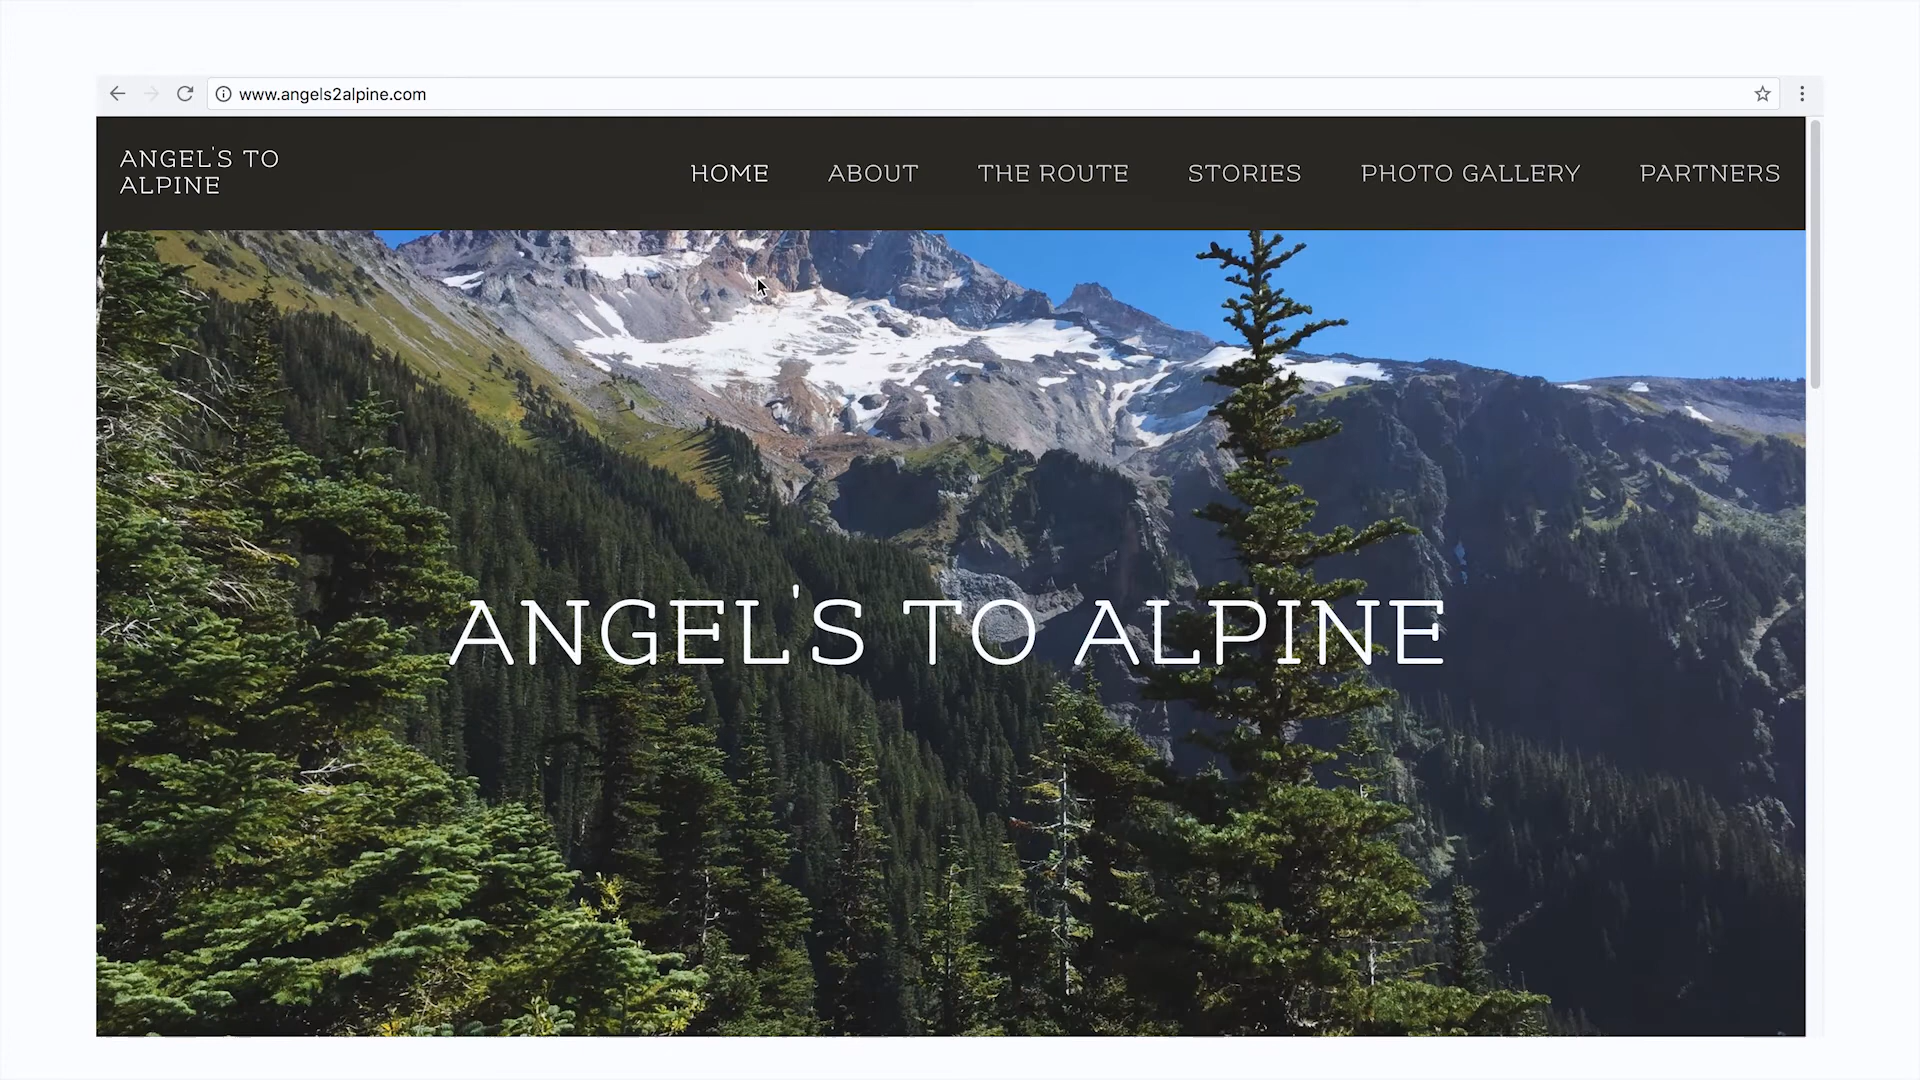 www.angels2alpine.com
ANGEL'S TO
ALPINE
HOME ABOUT THE ROUTE STORIES PHOTO GALLERY PARTNERS
ANGEL'S TO ALPINE